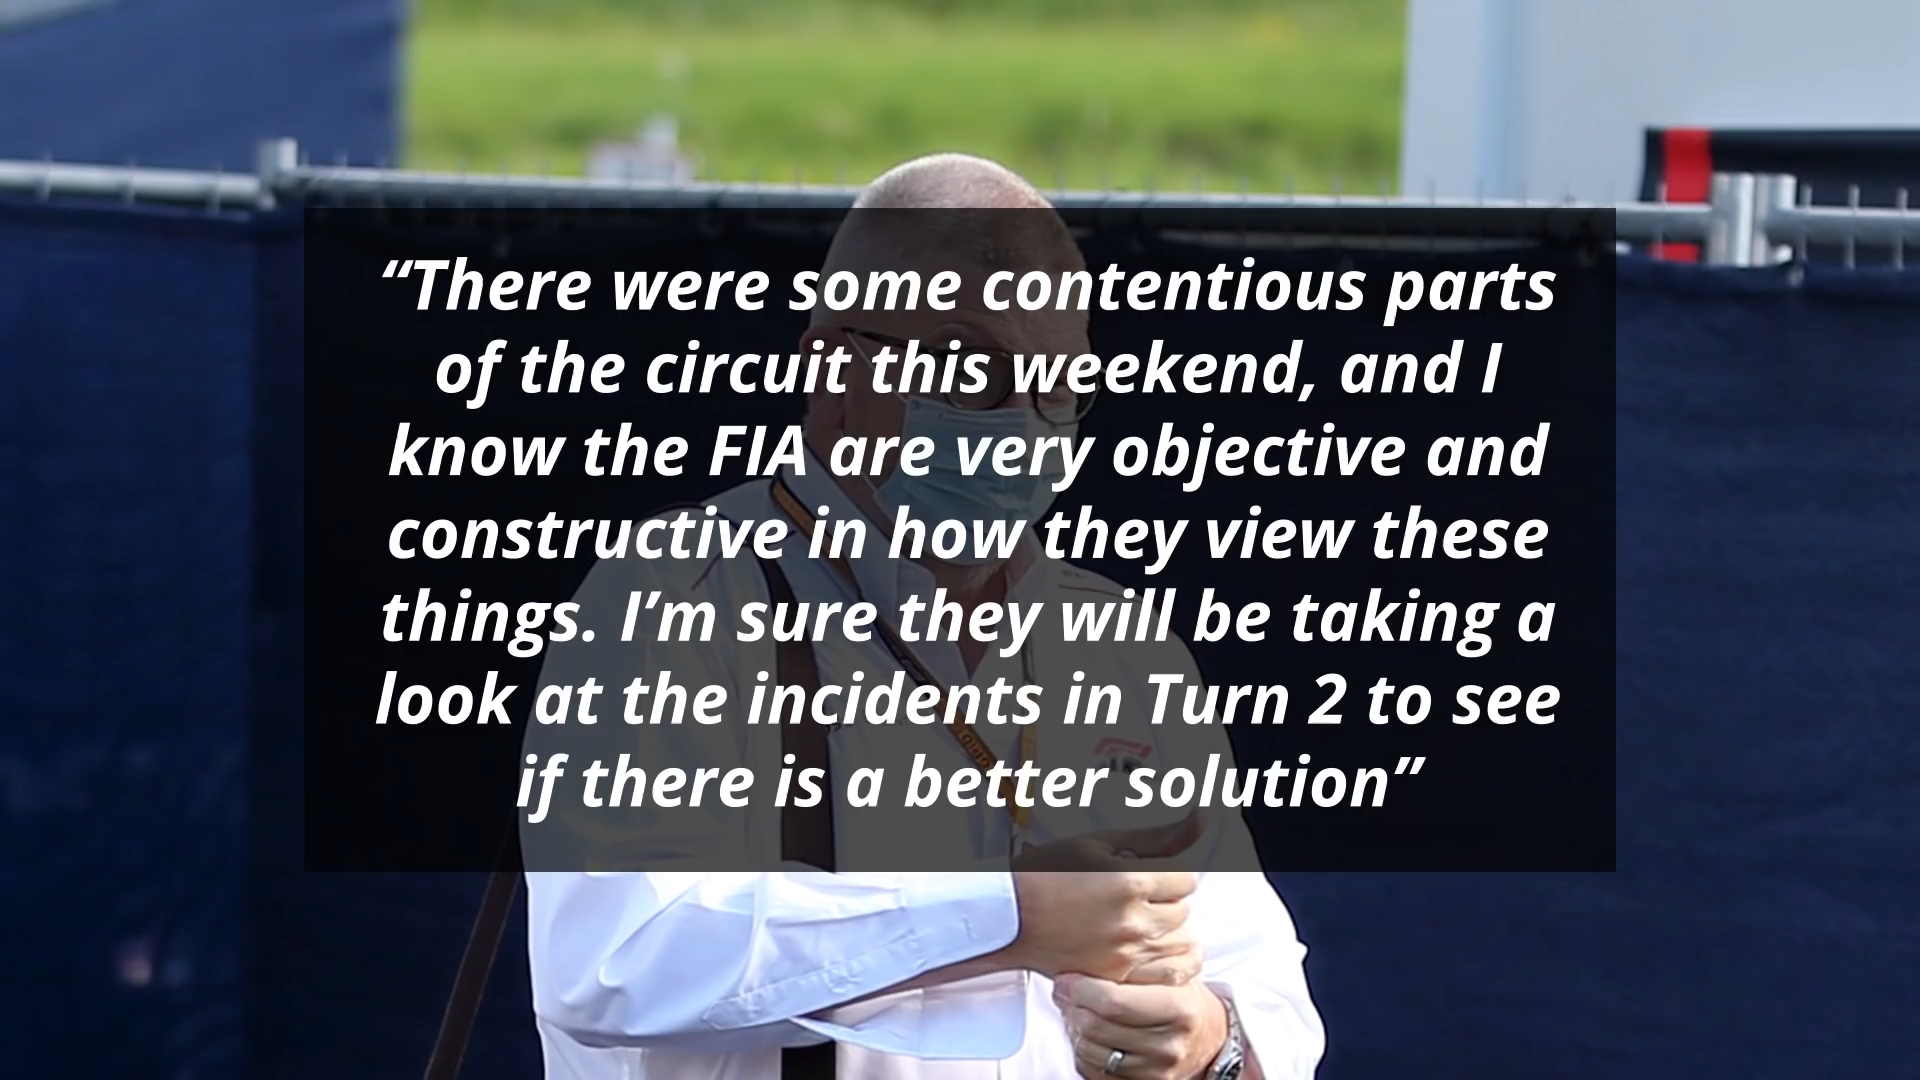 “There were some contentious parts
of the circuit this weekend, and I
know the FIA are very objective and
constructive in how they view these
things. I’m sure they will be taking a
look at the incidents in Turn 2 to see
if there is a better solution”